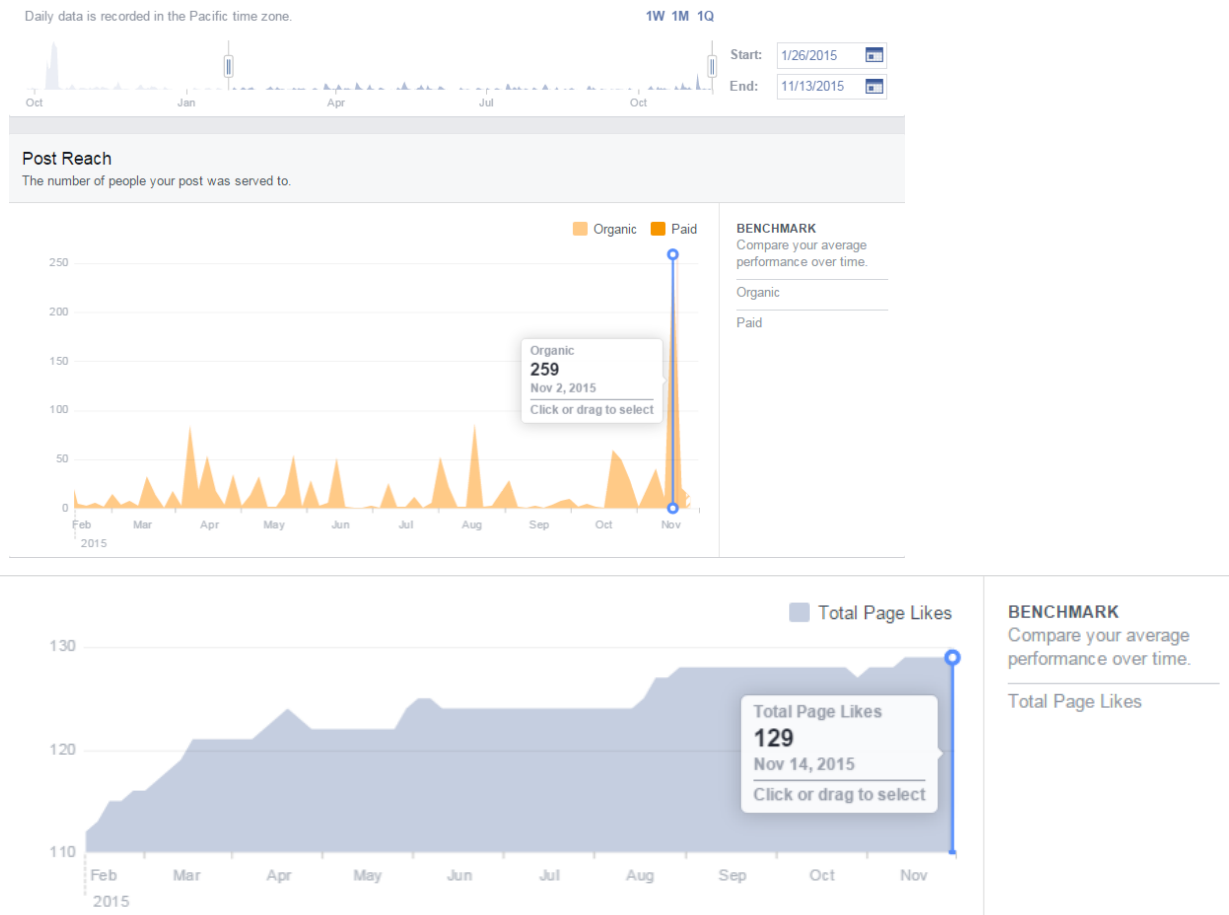 Daily data is recorded in the Pacific time zone.
1W 1M 1Q
Start: 1/26/2015
End: 11/13/2015
Oct Jan Apr Jul Oct
Post Reach
The number of people your post was served to.
Organic Paid
BENCHMARK
Compare your average
performance over time.
Organic
Paid
250
200
150
100
50
0
Organic
259
Nov 2, 2015
Click or drag to select
Feb Mar Apr May Jun Jul Aug Sep Oct Nov
2015
Total Page Likes
BENCHMARK
Compare your average
performance over time.
Total Page Likes
130
120
110
Total Page Likes
129
Nov 14, 2015
Click or drag to select
Feb Mar Apr May Jun Jul Aug Sep Oct Nov
2015